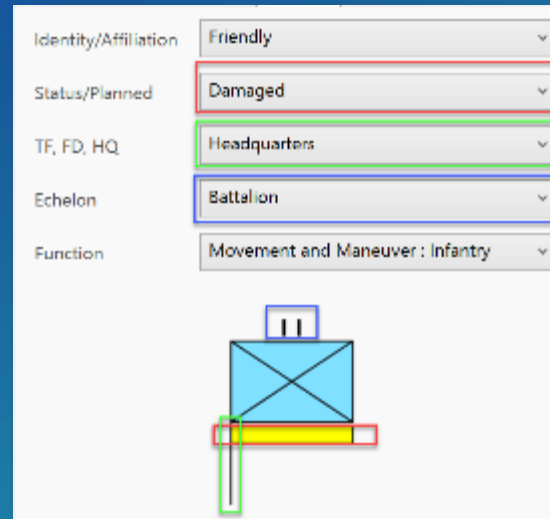 Identity/Affiliation Friendly
Status/Planned Damaged
TF, FD, HQ Headquarters
Echelon Battalion
Function Movement and Maneuver : Infantry